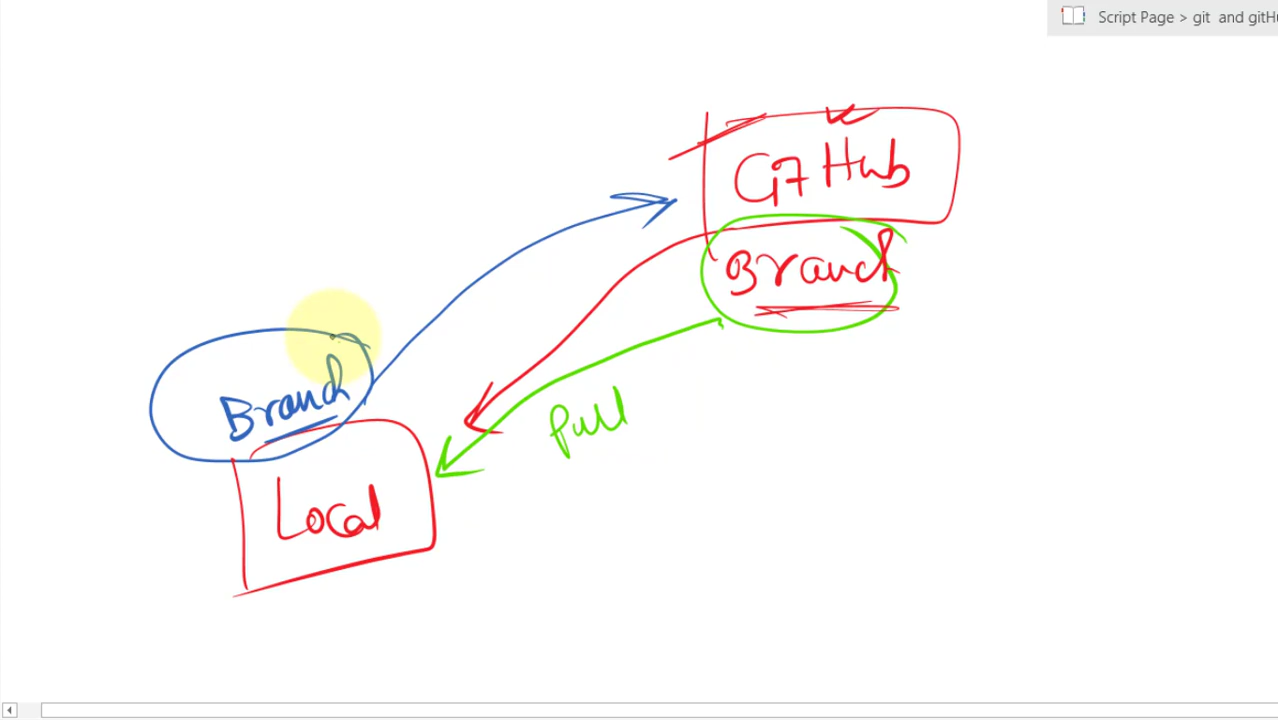 Script Page > git and gitH
GitHub
Branch
Branch
Pull
Local